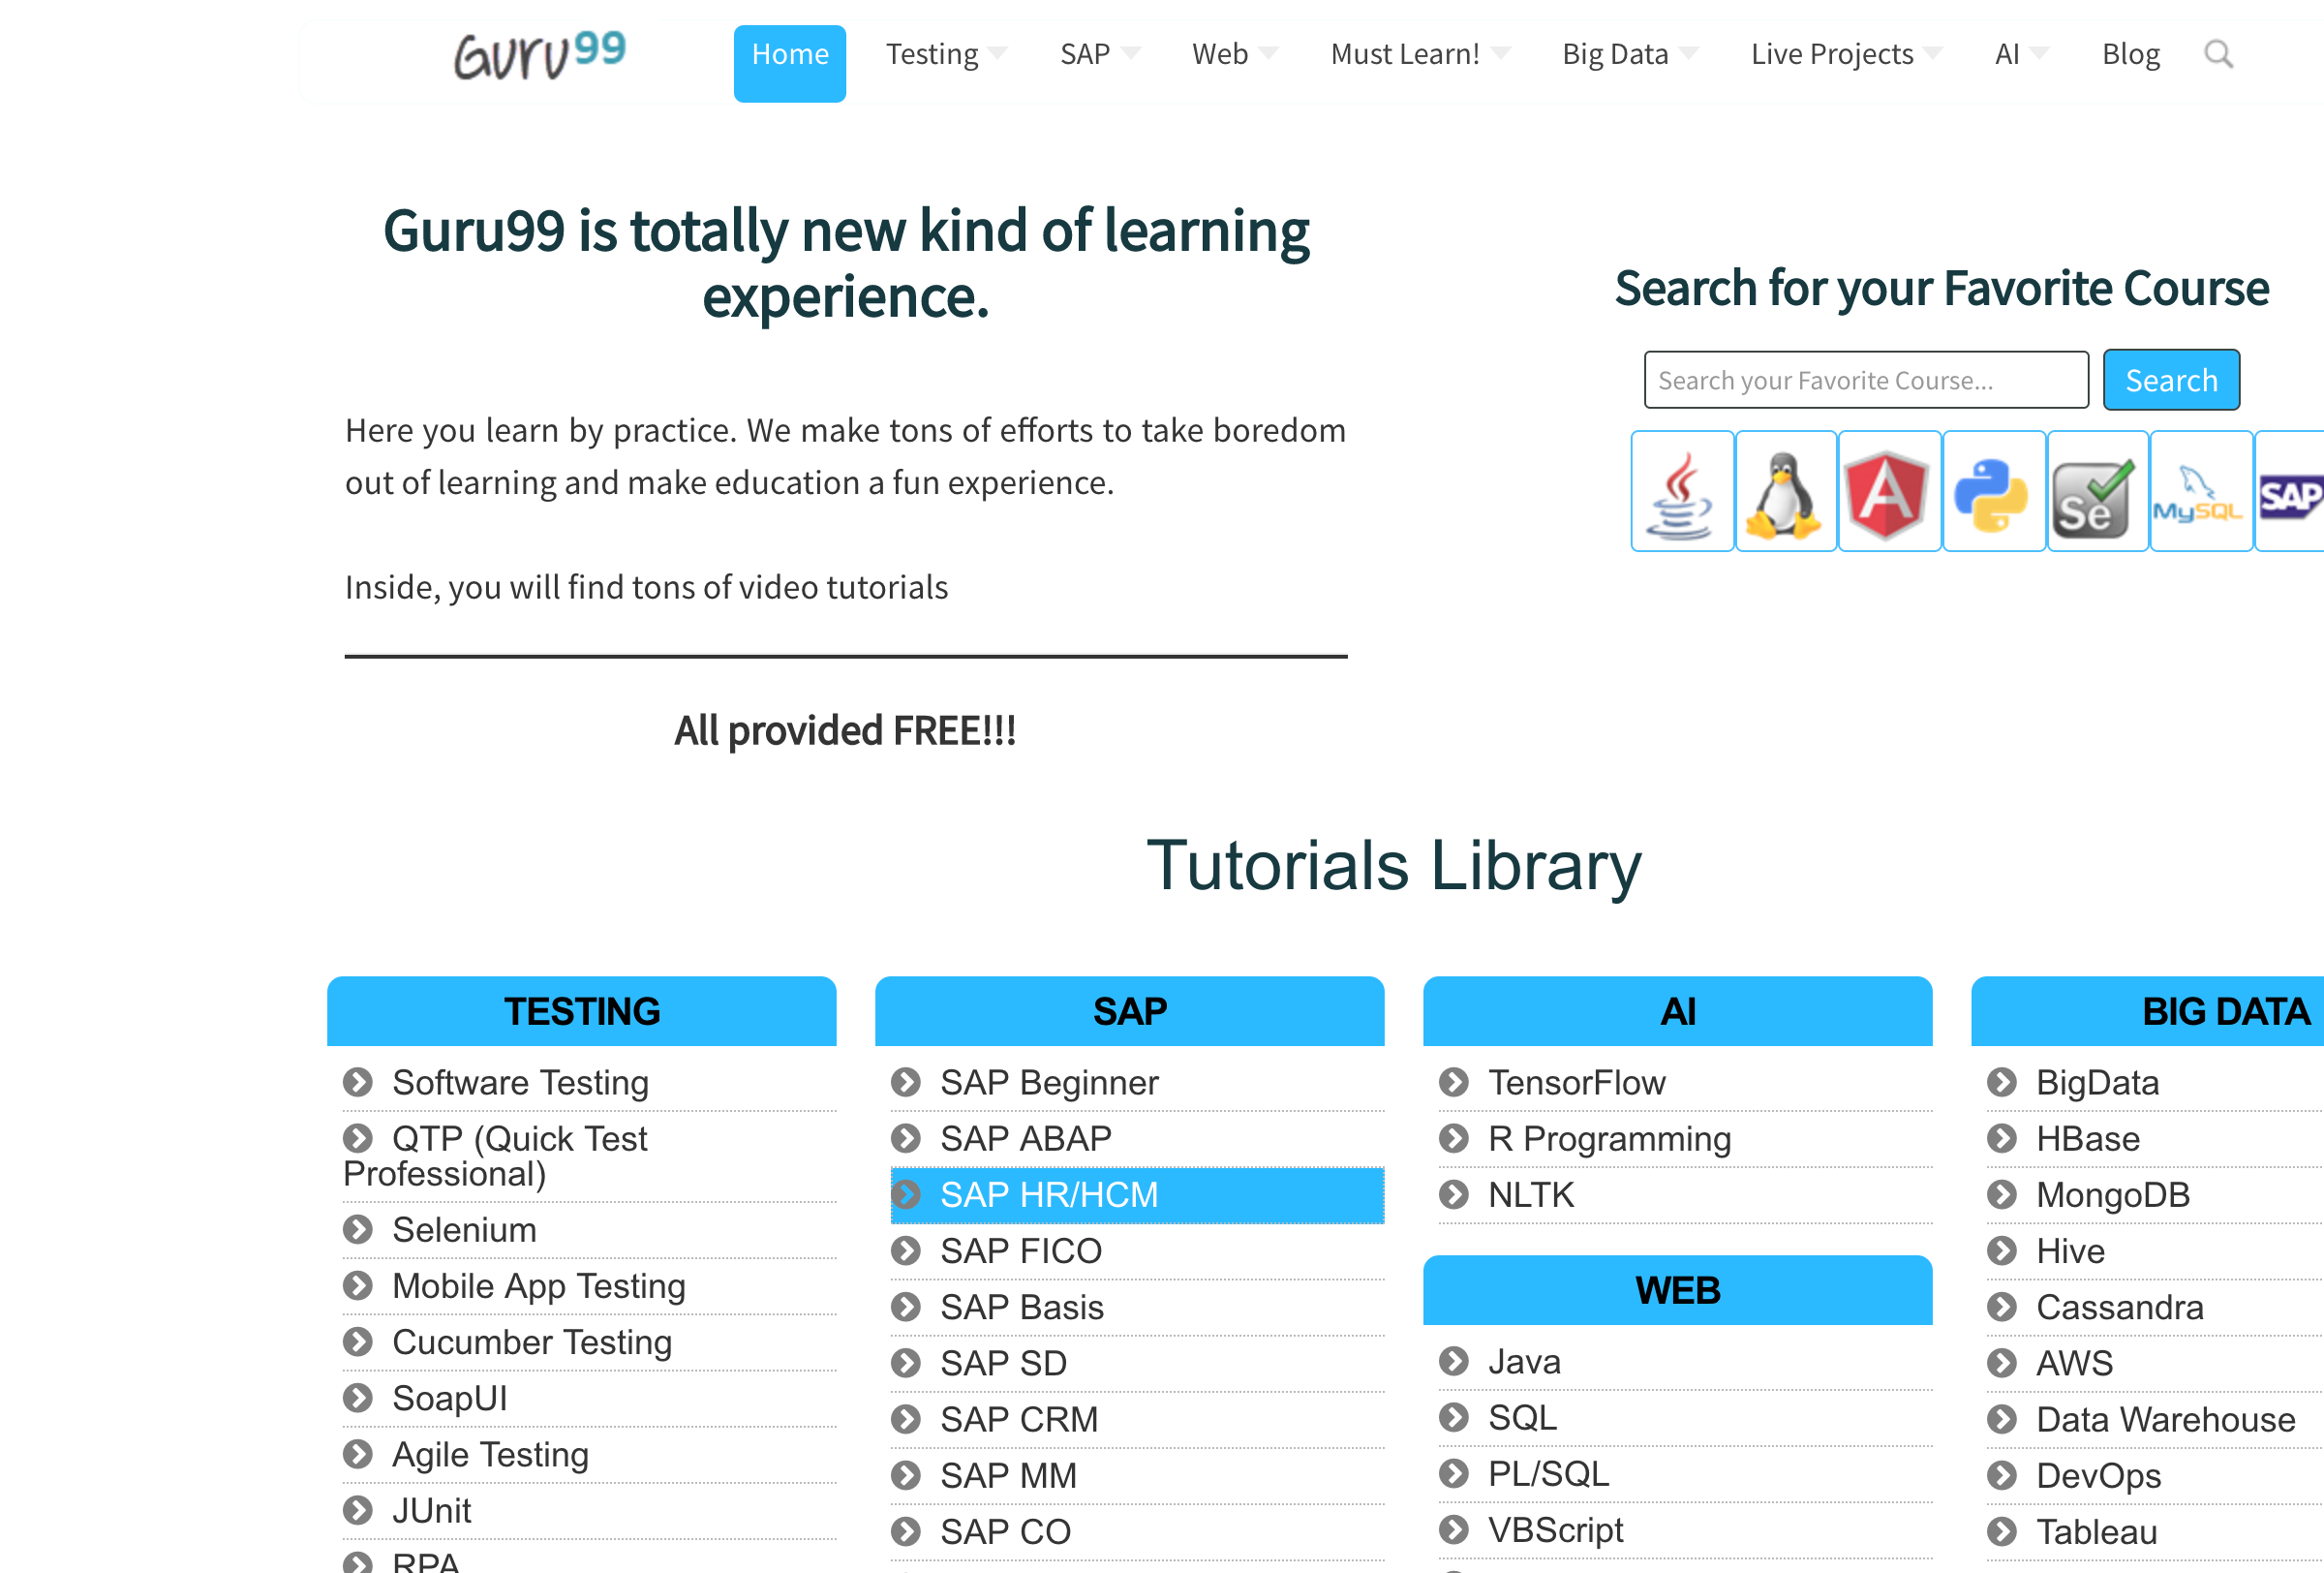 Guru99
Home Testing SAP Web Must Learn! Big Data Live Projects AI Blog
Guru99 is totally new kind of learning
experience.
Here you learn by practice. We make tons of efforts to take boredom
out of learning and make education a fun experience.
Inside, you will find tons of video tutorials
All provided FREE!!!
Search for your Favorite Course
Search your Favorite Course...
Search
Se
MySQL
SAP
Tutorials Library
TESTING
Software Testing
QTP (Quick Test
Professional)
Selenium
Mobile App Testing
Cucumber Testing
SoapUI
Agile Testing
JUnit
RPA
SAP
SAP Beginner
SAP ABAP
SAP HR/HCM
SAP FICO
SAP Basis
SAP SD
SAP CRM
SAP MM
SAP CO
AI
TensorFlow
R Programming
NLTK
WEB
Java
SQL
PL/SQL
VBScript
BIG DATA
BigData
HBase
MongoDB
Hive
Cassandra
AWS
Data Warehouse
DevOps
Tableau